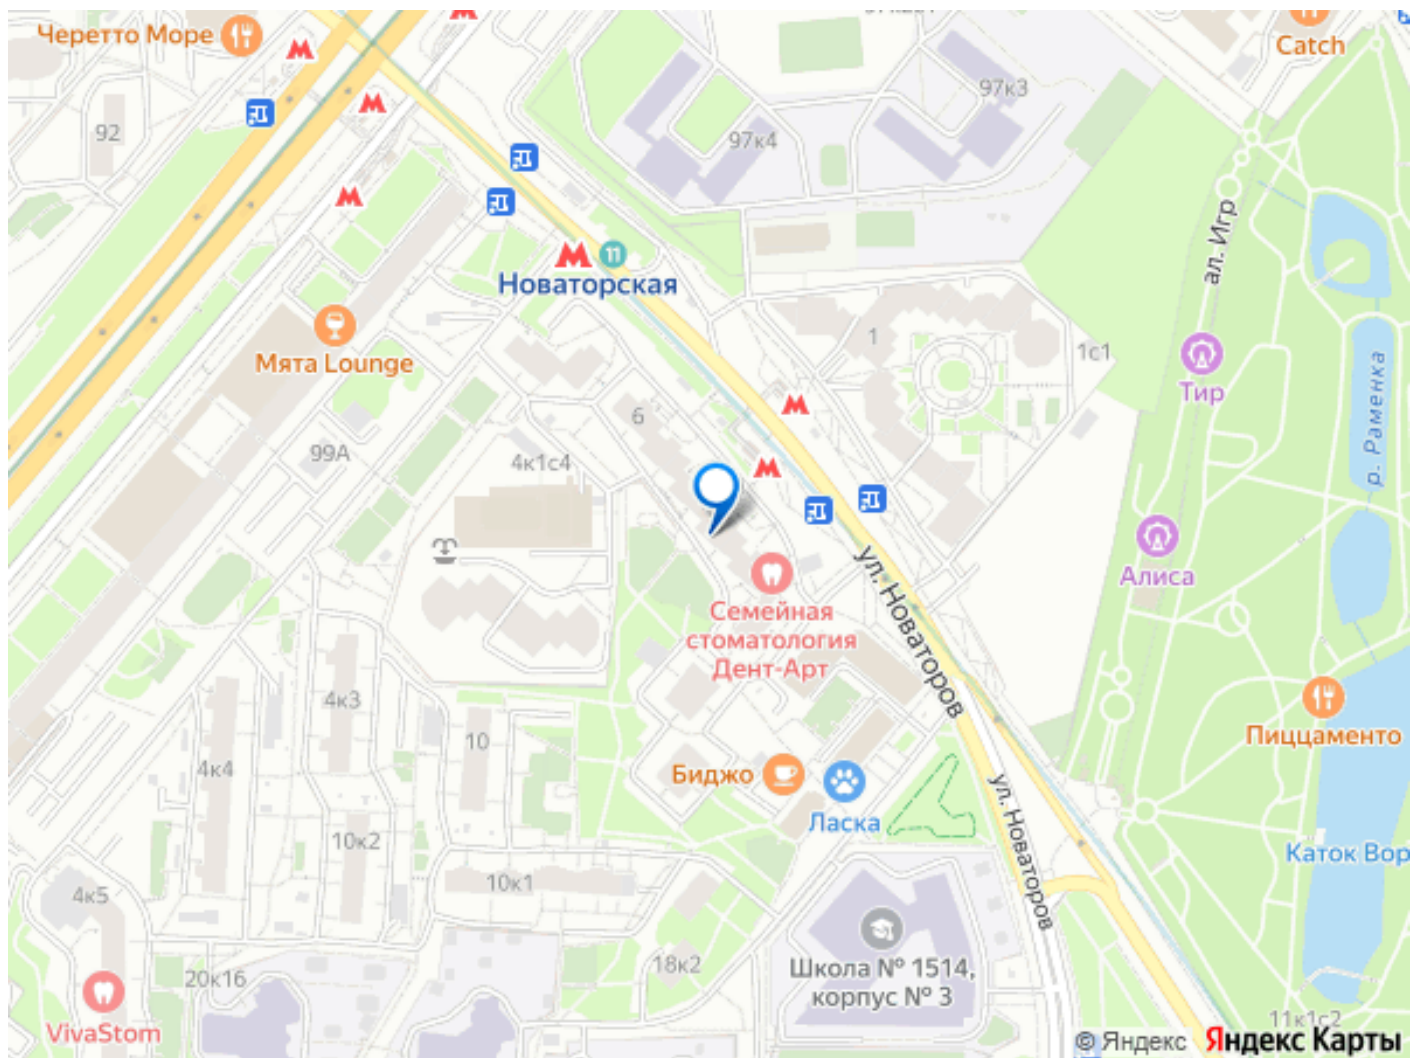 Черетто Море
Catch
92
97к3
97к4
ал. Игр
Новаторская
11
Мята Lounge
1
1с1
Тир
р. Раменка
6
99А
4к1с4
Алиса
ул. Новаторов
Семейная
стоматология
Дент-Арт
4к3
10
4к4
Пиццаменто
Биджо
Ласка
ул. Новаторов
10к2
Каток Вор
4к5
10к1
18к2
20к16
Школа № 1514,
корпус № 3
VivaStom
11к1с2
© Яндекс Яндекс Карты